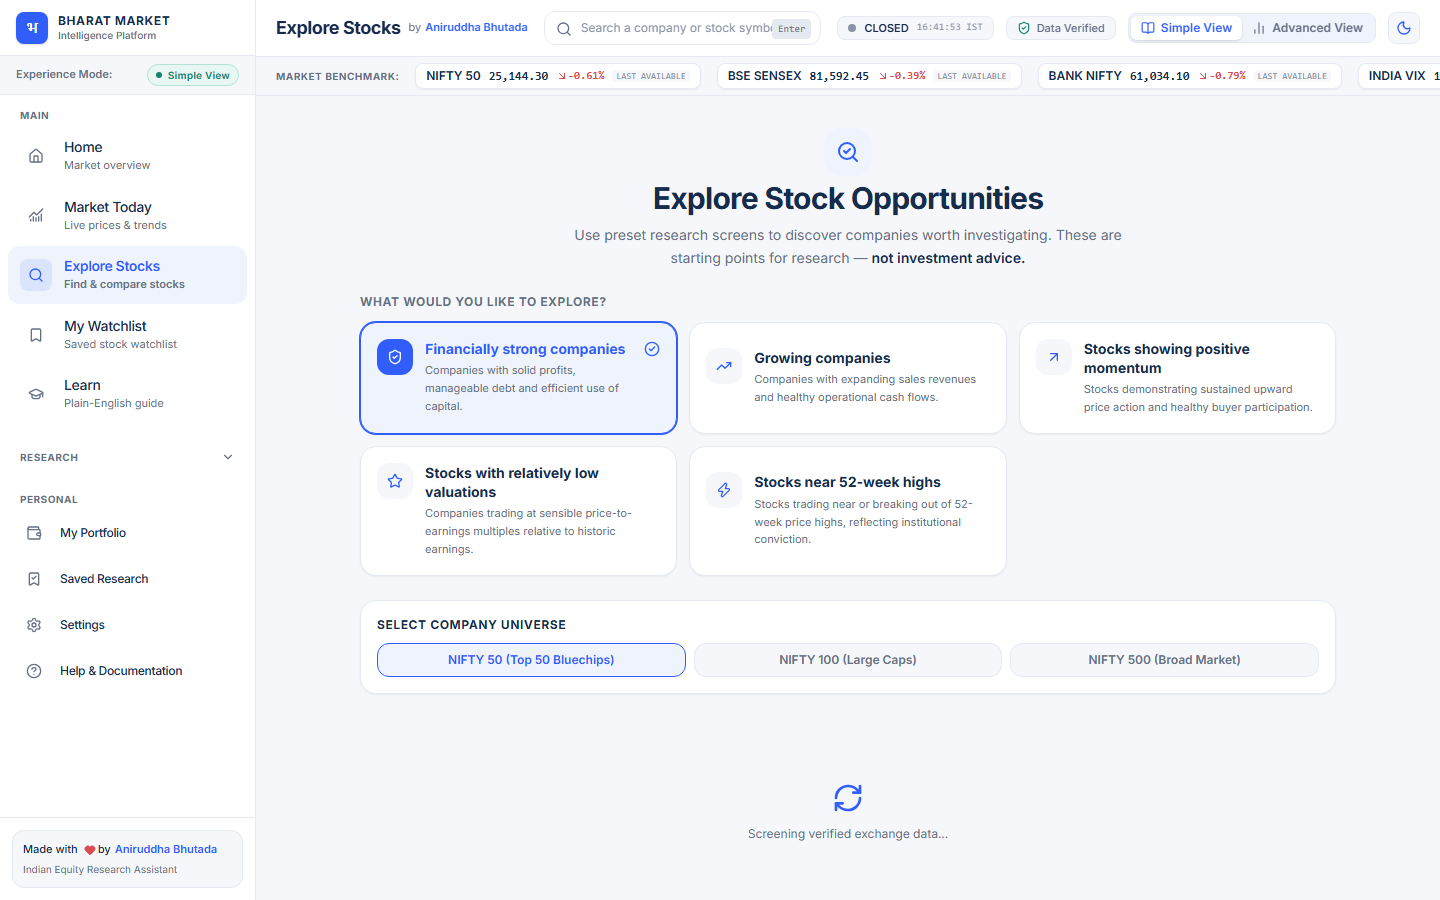 भ
BHARAT MARKET
Intelligence Platform
Experience Mode:
Simple View
MAIN
Home
Market overview
Market Today
Live prices & trends
Explore Stocks
Find & compare stocks
My Watchlist
Saved stock watchlist
Learn
Plain-English guide
RESEARCH
PERSONAL
My Portfolio
Saved Research
Settings
Help & Documentation
Made with by Aniruddha Bhutada
Indian Equity Research Assistant
Explore Stocks by Aniruddha Bhutada
Search a company or stock symbo
Enter
CLOSED 16:41:53 IST
Data Verified
Simple View
Advanced View
MARKET BENCHMARK:
NIFTY 50 25,144.30 -0.61% LAST AVAILABLE
BSE SENSEX 81,592.45 -0.39% LAST AVAILABLE
BANK NIFTY 61,034.10 -0.79% LAST AVAILABLE
INDIA VIX 1
Explore Stock Opportunities
Use preset research screens to discover companies worth investigating. These are
starting points for research — not investment advice.
WHAT WOULD YOU LIKE TO EXPLORE?
Financially strong companies
Companies with solid profits,
manageable debt and efficient use of
capital.
Growing companies
Companies with expanding sales revenues
and healthy operational cash flows.
Stocks showing positive
momentum
Stocks demonstrating sustained upward
price action and healthy buyer participation.
Stocks with relatively low
valuations
Companies trading at sensible price-to-
earnings multiples relative to historic
earnings.
Stocks near 52-week highs
Stocks trading near or breaking out of 52-
week price highs, reflecting institutional
conviction.
SELECT COMPANY UNIVERSE
NIFTY 50 (Top 50 Bluechips)
NIFTY 100 (Large Caps)
NIFTY 500 (Broad Market)
Screening verified exchange data...